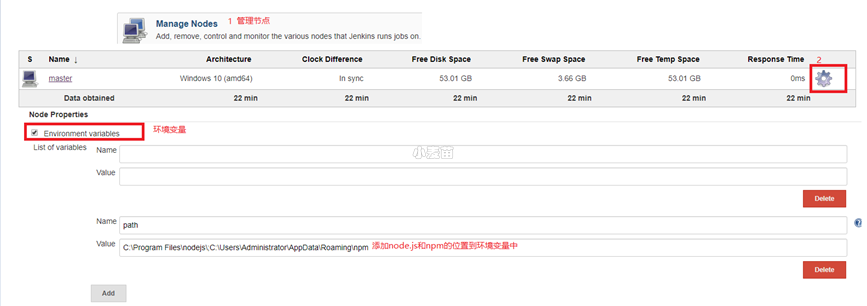 Manage Nodes 1 管理节点
Add, remove, control and monitor the various nodes that Jenkins runs jobs on.
2
S Name ↓ Architecture Clock Difference Free Disk Space Free Swap Space Free Temp Space Response Time
master Windows 10 (amd64) In sync 53.01 GB 3.66 GB 53.01 GB 0ms
Data obtained 22 min 22 min 22 min 22 min 22 min 22 min
Node Properties
Environment variables 环境变量
List of variables Name
小麦苗
Value
Delete
Name path
Value C:\Program Files\nodejs\;C:\Users\Administrator\AppData\Roaming\npm 添加node.js和npm的位置到环境变量中
Delete
Add